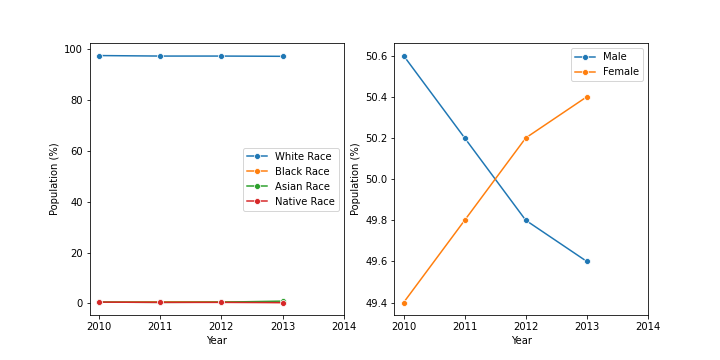 100
80
60
40
20
0
Population (%)
2010 2011 2012 2013 2014
Year
White Race
Black Race
Asian Race
Native Race
50.6
50.4
50.2
50.0
49.8
49.6
49.4
Population (%)
2010 2011 2012 2013 2014
Year
Male
Female